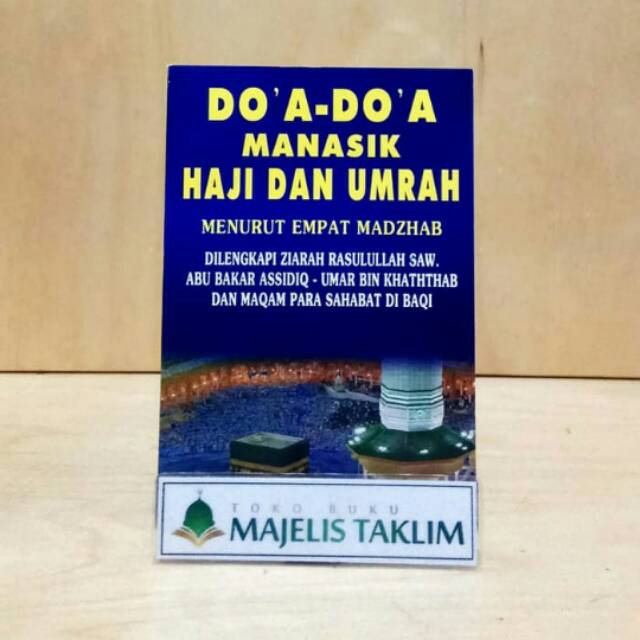 DO'A-DO'A
MANASIK
HAJI DAN UMRAH
MENURUT EMPAT MADZHAB
DILENGKAPI ZIARAH RASULULLAH SAW.
ABU BAKAR ASSIDIQ - UMAR BIN KHATHTHAB
DAN MAQAM PARA SAHABAT DI BAQI
TOKO BUKU
MAJELIS TAKLIM